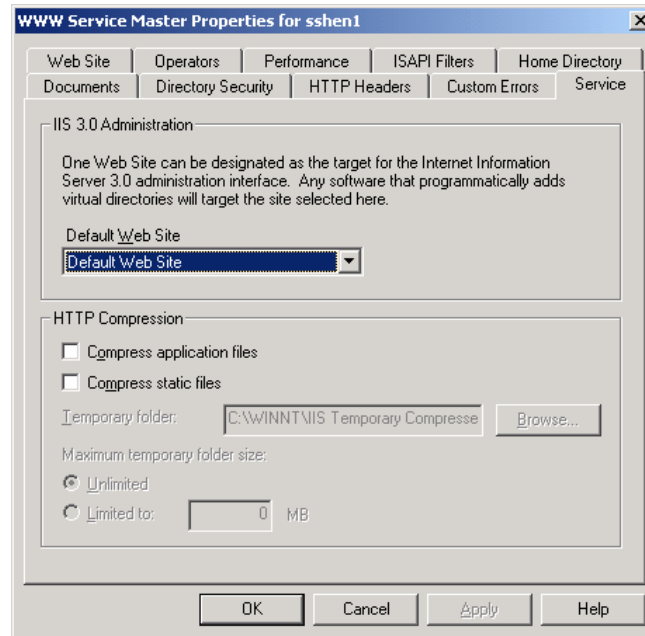 WWW Service Master Properties for sshen1
Web Site Operators Performance ISAPI Filters Home Directory
Documents Directory Security HTTP Headers Custom Errors Service
IIS 3.0 Administration
One Web Site can be designated as the target for the Internet Information
Server 3.0 administration interface. Any software that programmatically adds
virtual directories will target the site selected here.
Default Web Site
Default Web Site
HTTP Compression
Compress application files
Compress static files
Temporary folder: C:\WINNT\IIS Temporary Compresse Browse...
Maximum temporary folder size:
Unlimited
Limited to: 0 MB
OK Cancel Apply Help